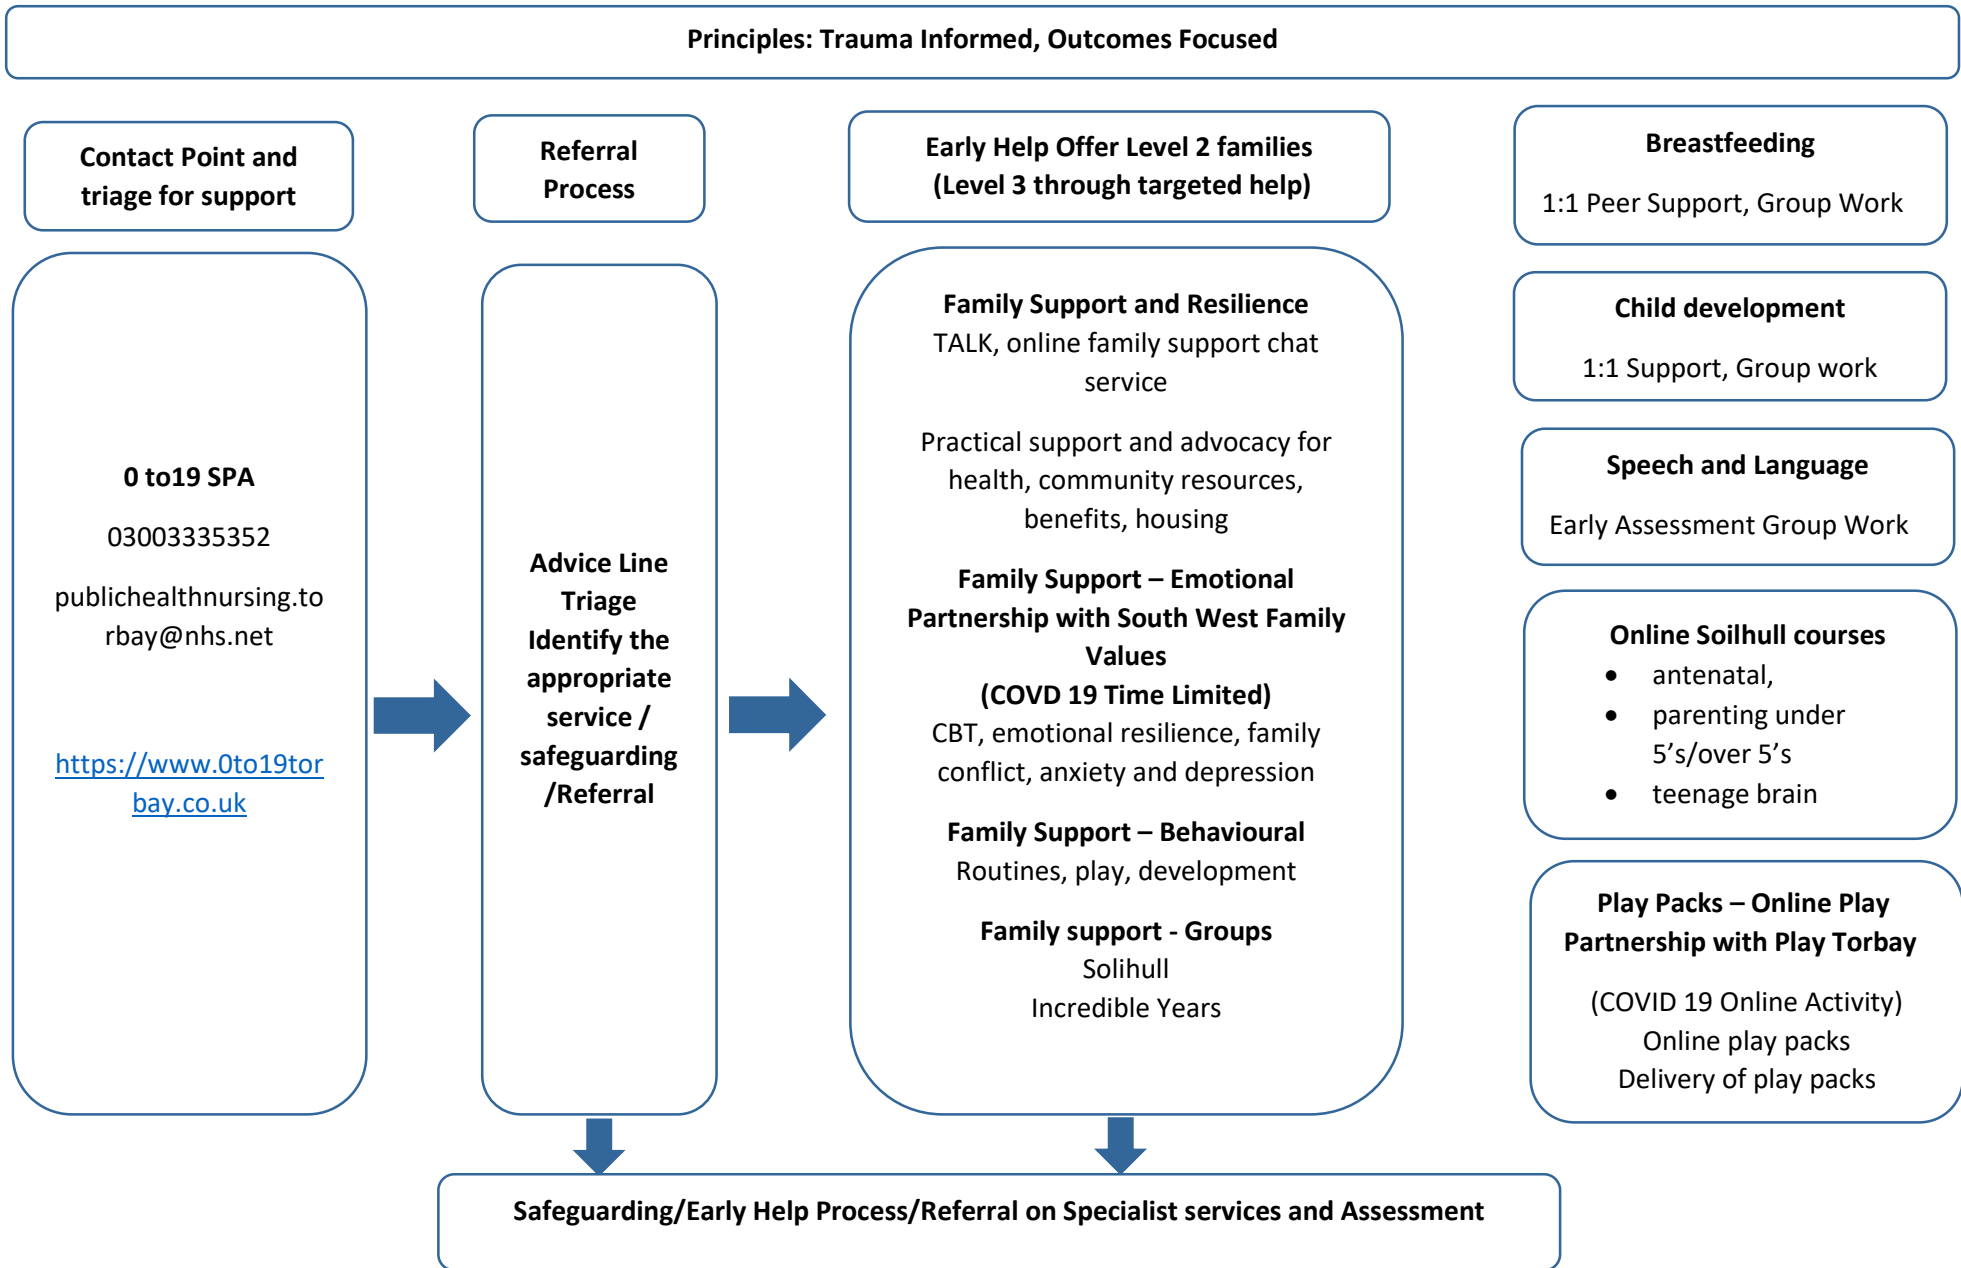 Principles: Trauma Informed, Outcomes Focused
Contact Point and
triage for support
0 to19 SPA
03003335352
publichealthnursing.to
rbay@nhs.net
https://www.0to19tor
bay.co.uk
Referral
Process
Advice Line
Triage
Identify the
appropriate
service /
safeguarding
/Referral
Early Help Offer Level 2 families
(Level 3 through targeted help)
Family Support and Resilience
TALK, online family support chat
service
Practical support and advocacy for
health, community resources,
benefits, housing
Family Support – Emotional
Partnership with South West Family
Values
(COVD 19 Time Limited)
CBT, emotional resilience, family
conflict, anxiety and depression
Family Support – Behavioural
Routines, play, development
Family support - Groups
Solihull
Incredible Years
Breastfeeding
1:1 Peer Support, Group Work
Child development
1:1 Support, Group work
Speech and Language
Early Assessment Group Work
Online Soilhull courses
• antenatal,
• parenting under
5’s/over 5’s
• teenage brain
Play Packs – Online Play
Partnership with Play Torbay
(COVID 19 Online Activity)
Online play packs
Delivery of play packs
Safeguarding/Early Help Process/Referral on Specialist services and Assessment